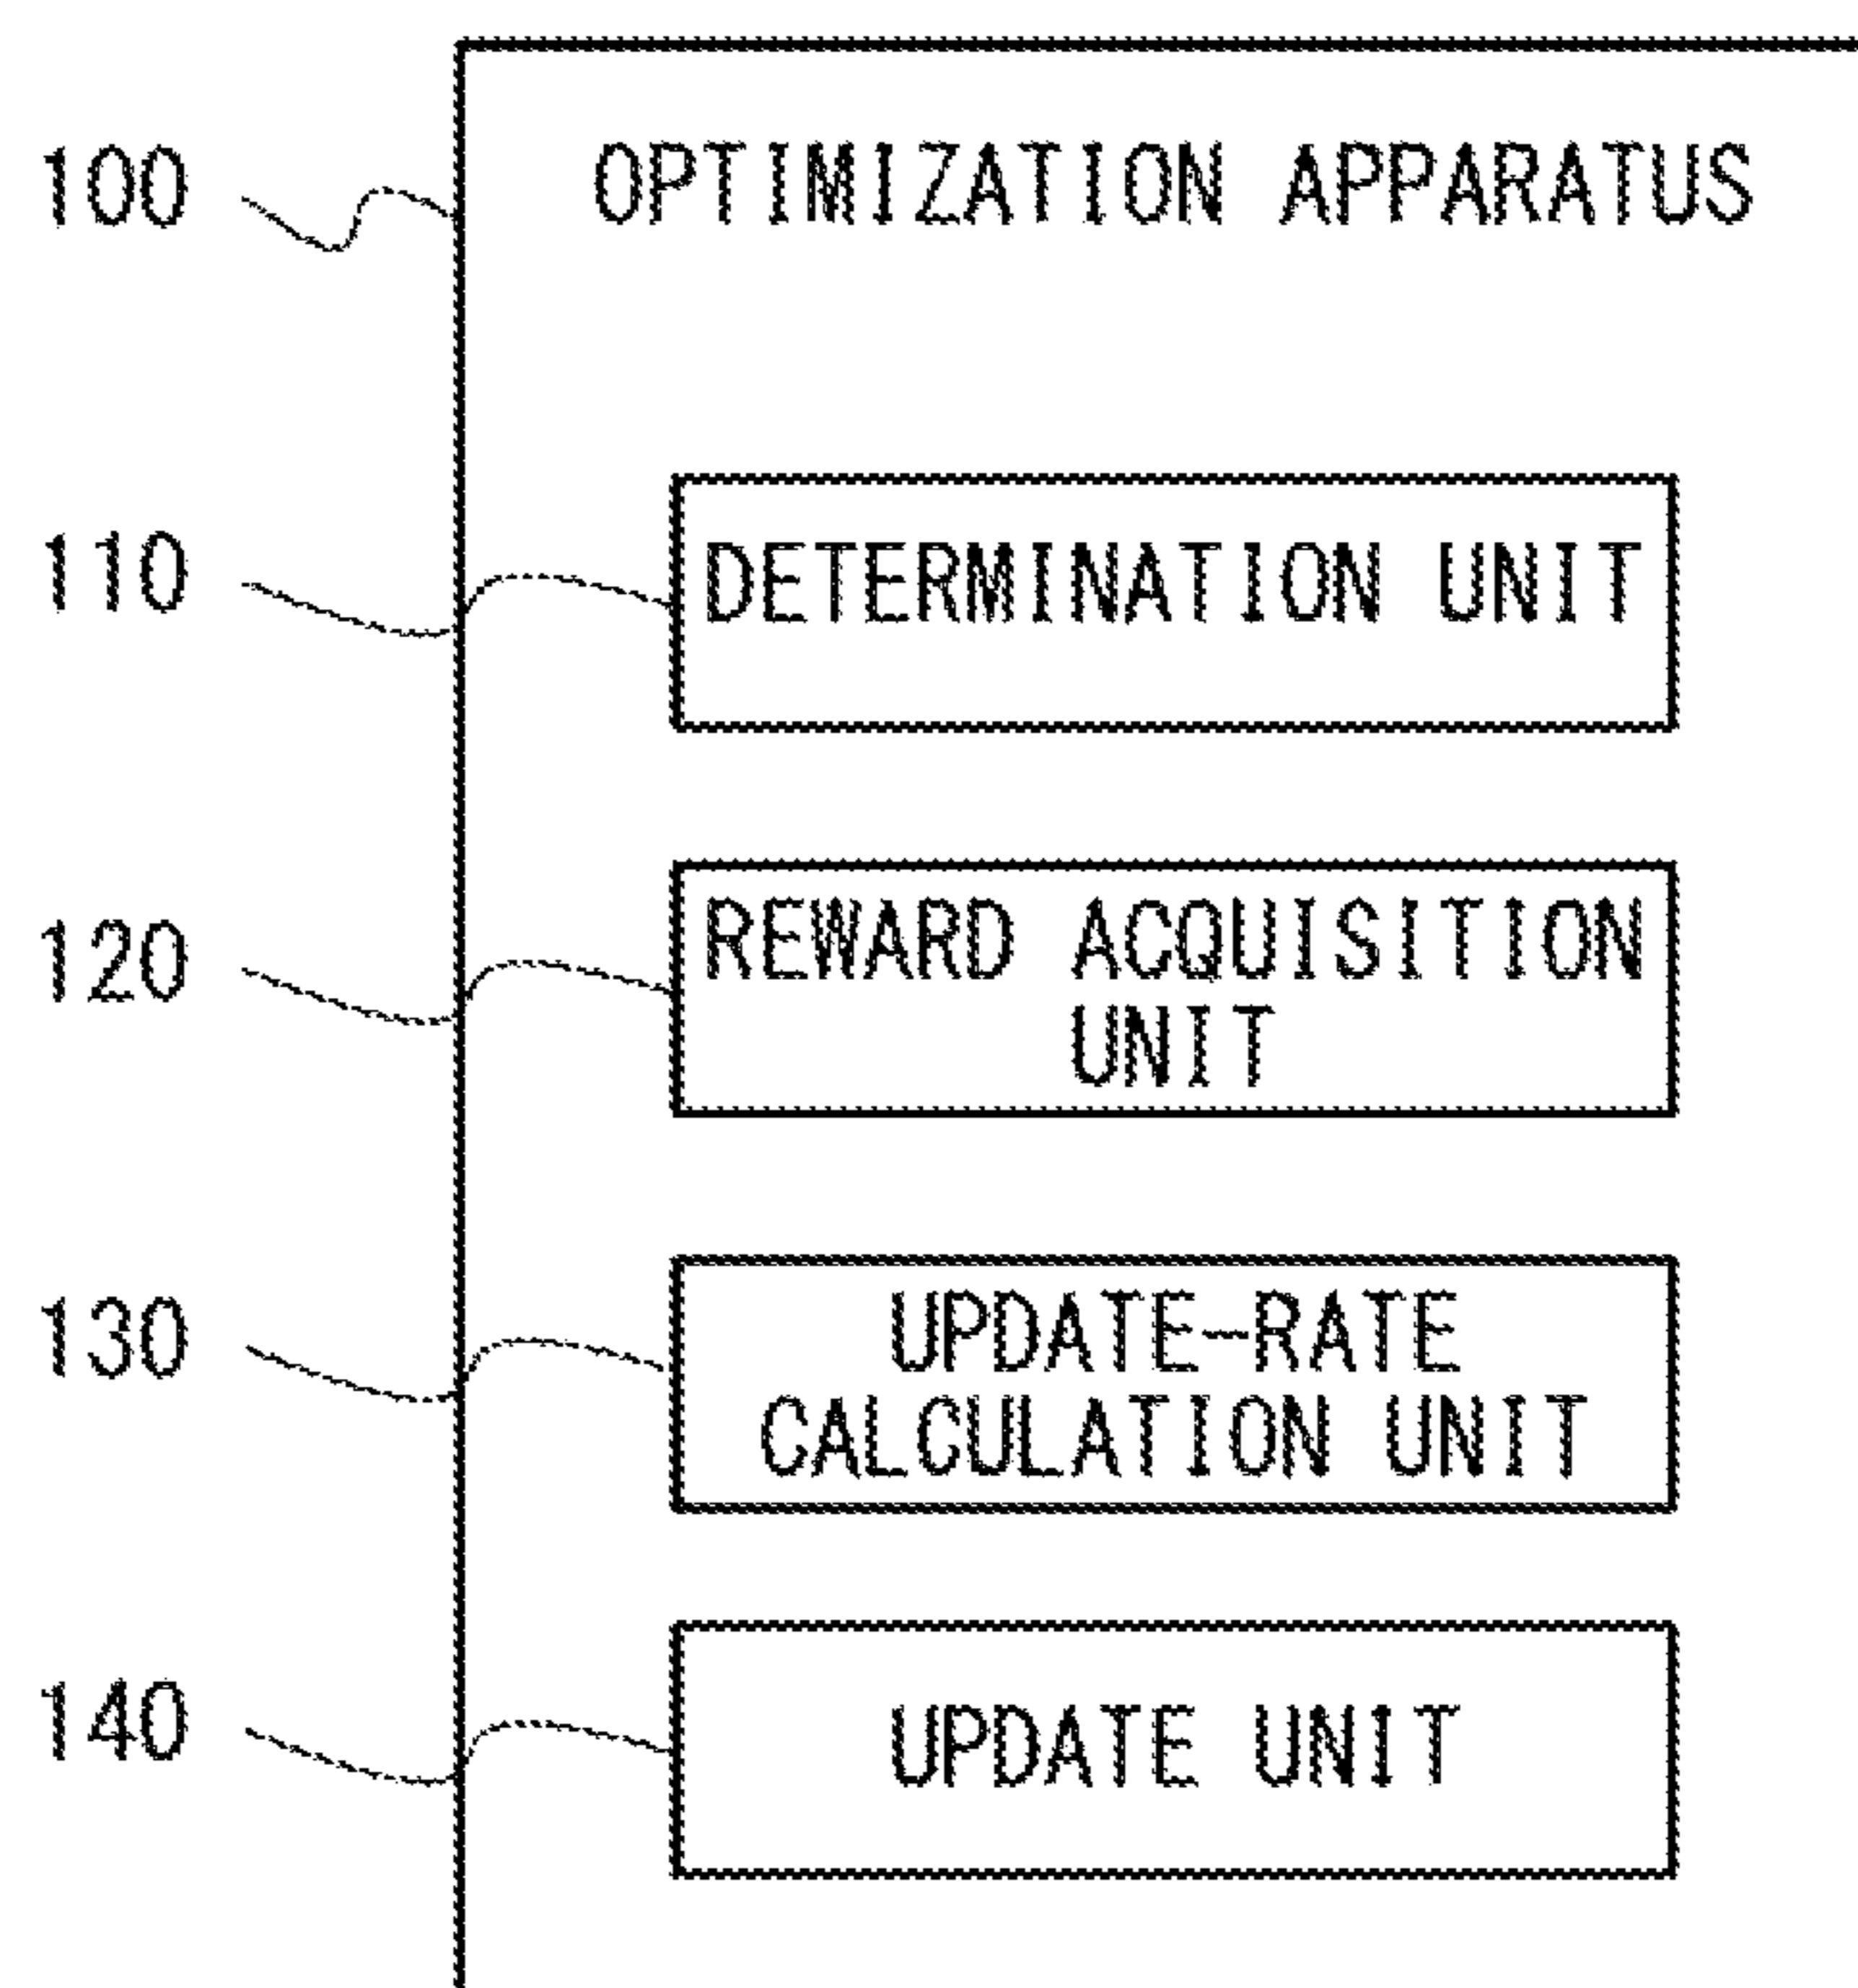 100 OPTIMIZATION APPARATUS
110 DETERMINATION UNIT
120 REWARD ACQUISITION
UNIT
130 UPDATE-RATE
CALCULATION UNIT
140 UPDATE UNIT